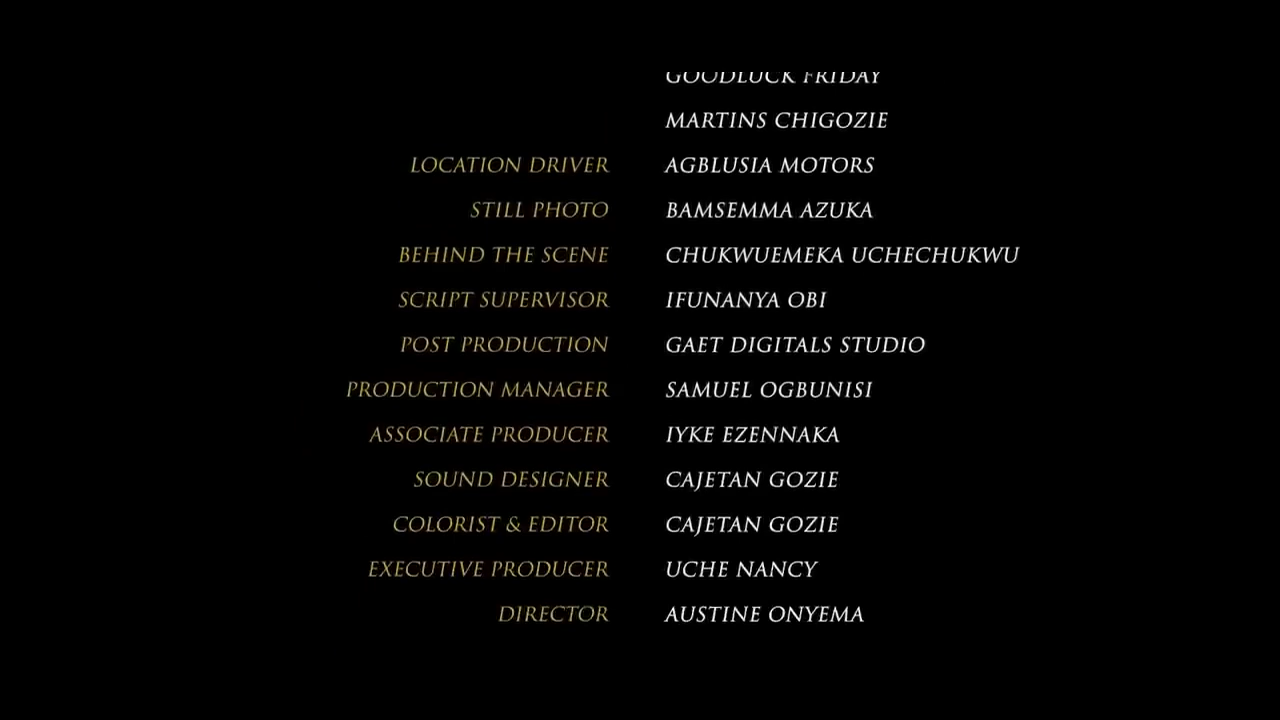 GOODLUCK FRIDAY
MARTINS CHIGOZIE
LOCATION DRIVER AGBLUSIA MOTORS
STILL PHOTO BAMSEMMA AZUKA
BEHIND THE SCENE CHUKWUEMEKA UCHECHUKWU
SCRIPT SUPERVISOR IFUNANYA OBI
POST PRODUCTION GAET DIGITALS STUDIO
PRODUCTION MANAGER SAMUEL OGBUNISI
ASSOCIATE PRODUCER IYKE EZENNAKA
SOUND DESIGNER CAJETAN GOZIE
COLORIST & EDITOR CAJETAN GOZIE
EXECUTIVE PRODUCER UCHE NANCY
DIRECTOR AUSTINE ONYEMA